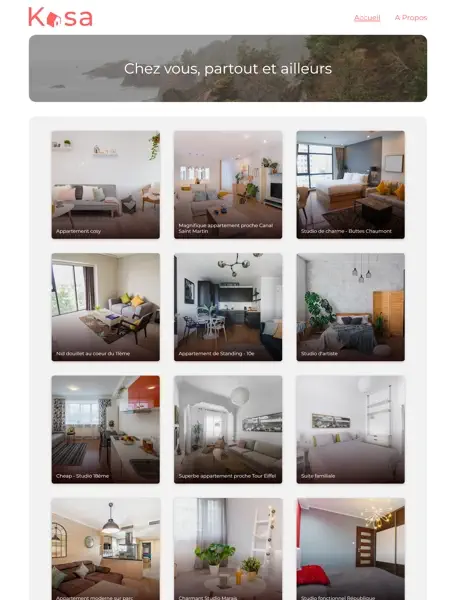 Kasa
Accueil
A Propos
Chez vous, partout et ailleurs
Appartement cosy
Magnifique appartement proche Canal
Saint Martin
Studio de charme - Buttes Chaumont
Nid douillet au coeur du 11ème
Appartement de Standing - 10e
Studio d'artiste
Cheap - Studio 18ème
Superbe appartement proche Tour Eiffel
Suite familiale
Appartement moderne sur parc
Charmant Studio Marais
Studio fonctionnel République